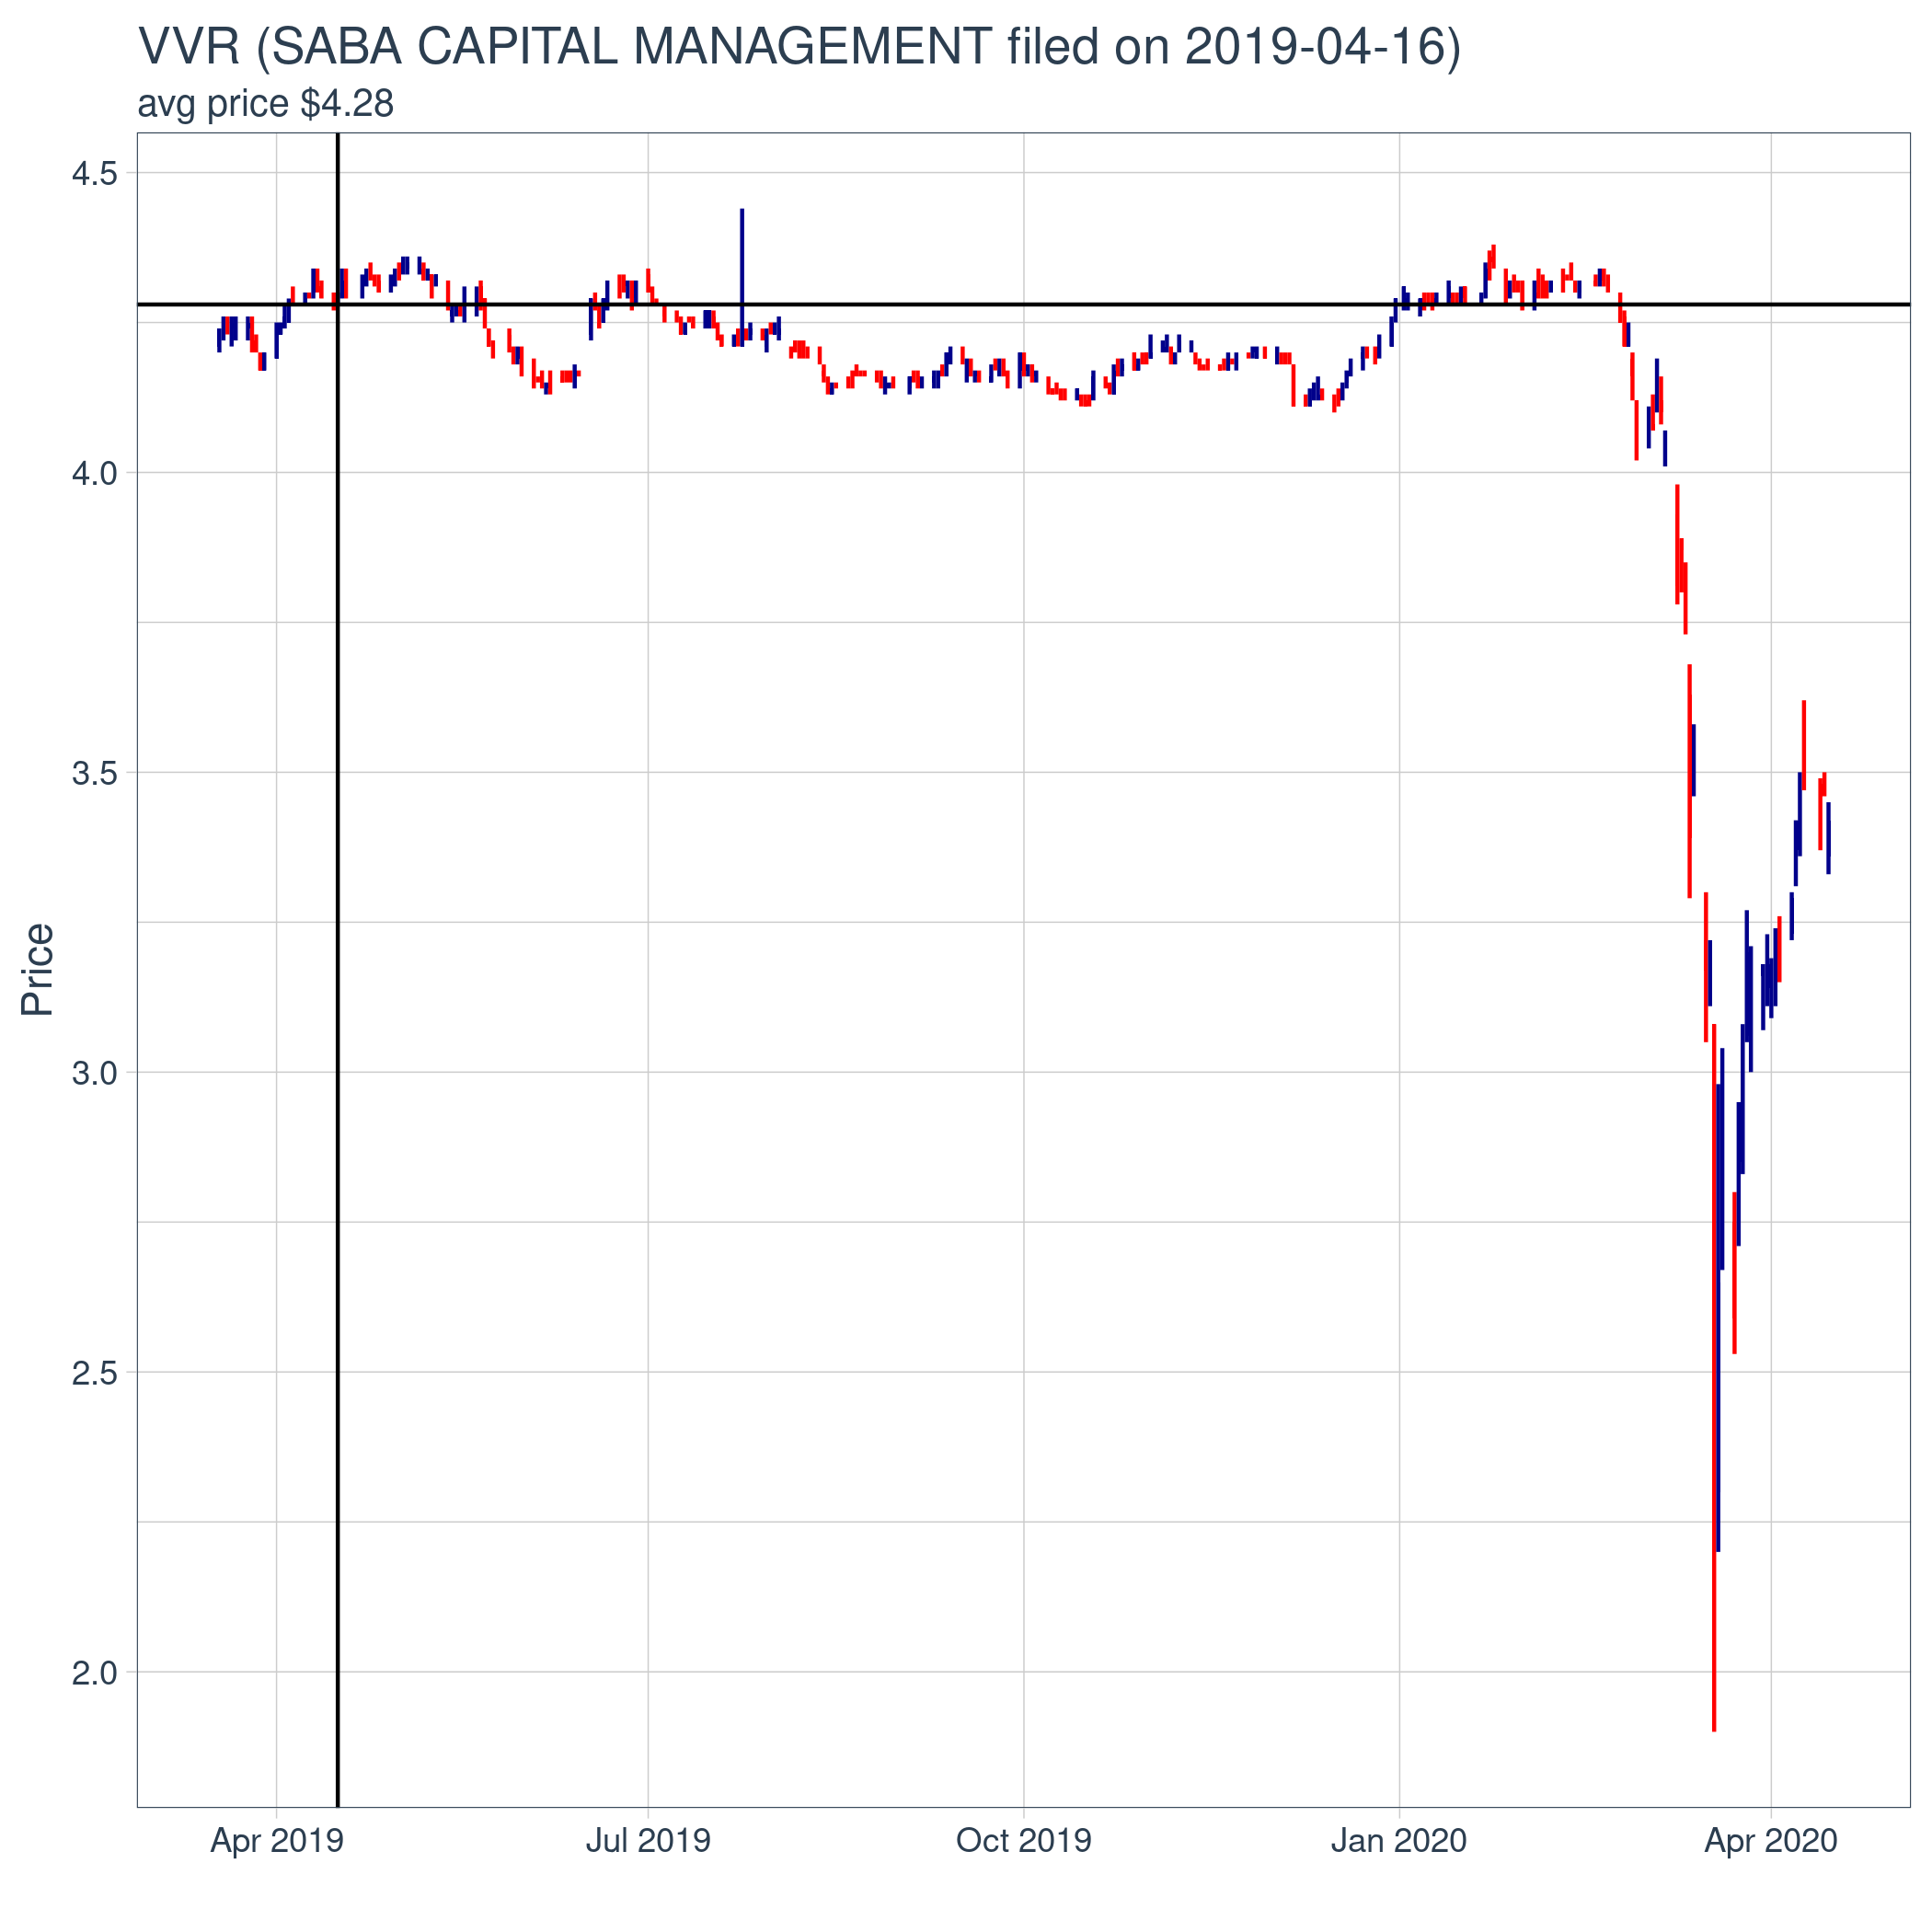 VVR (SABA CAPITAL MANAGEMENT filed on 2019-04-16)
avg price $4.28
4.5
4.0
3.5
3.0
2.5
2.0
Price
Apr 2019 Jul 2019 Oct 2019 Jan 2020 Apr 2020